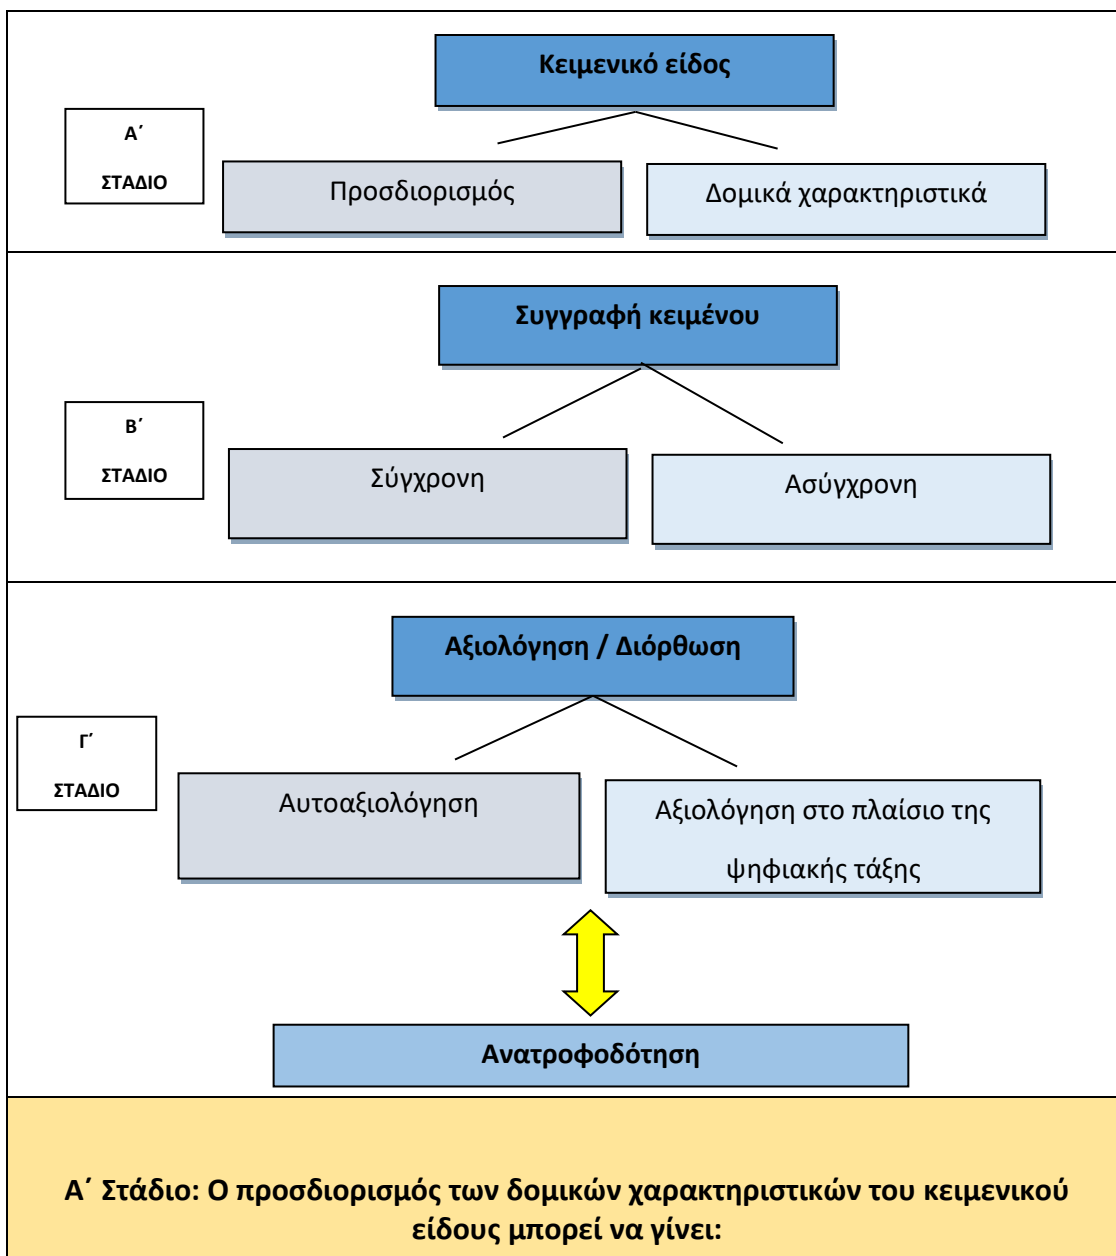 Κειμενικό είδος
Α΄
ΣΤΑΔΙΟ
Προσδιορισμός
Δομικά χαρακτηριστικά
Συγγραφή κειμένου
Β΄
ΣΤΑΔΙΟ
Σύγχρονη
Ασύγχρονη
Αξιολόγηση / Διόρθωση
Γ΄
ΣΤΑΔΙΟ
Αυτοαξιολόγηση
Αξιολόγηση στο πλαίσιο της
ψηφιακής τάξης
Ανατροφοδότηση
Α΄ Στάδιο: Ο προσδιορισμός των δομικών χαρακτηριστικών του κειμενικού
είδους μπορεί να γίνει: